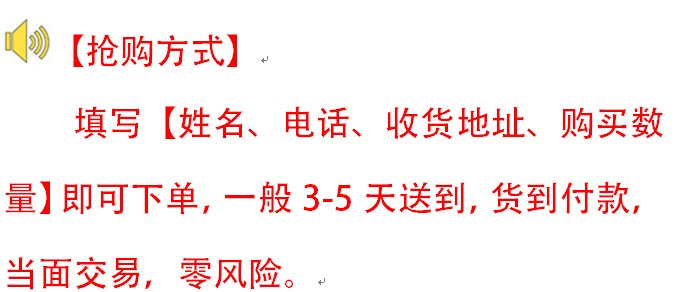 【抢购方式】
填写【姓名、电话、收货地址、购买数
量】即可下单，一般 3-5 天送到，货到付款，
当面交易，零风险。